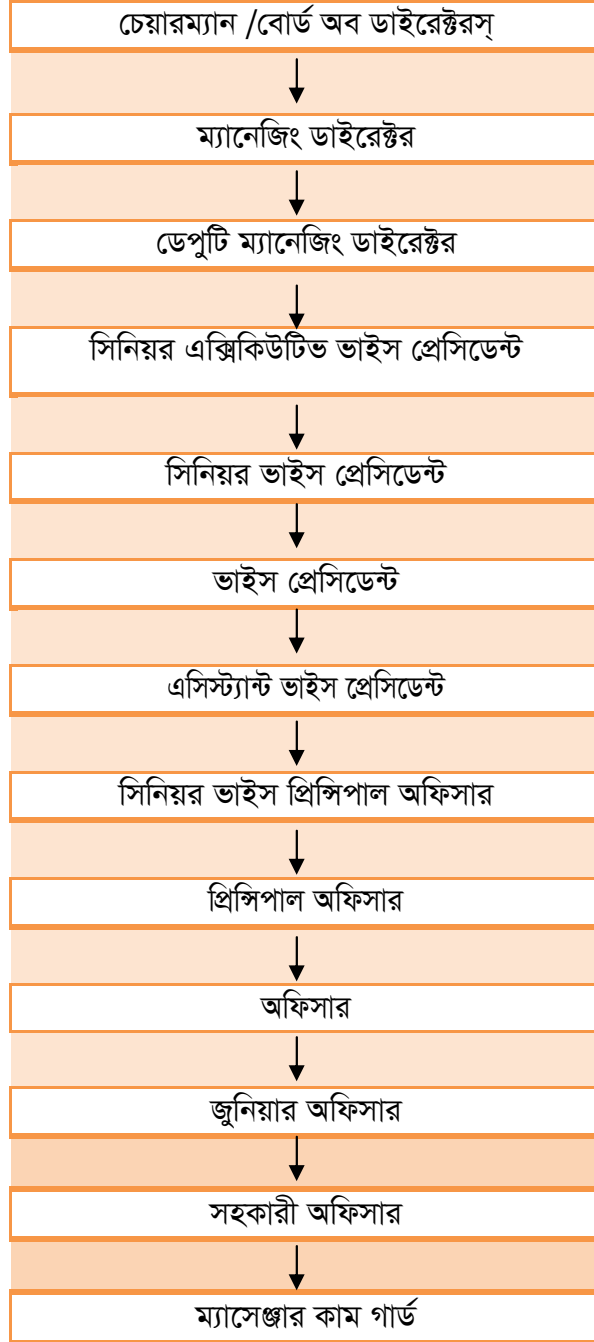 চেয়ারম্যান /বোর্ড অব ডাইরেক্টরস্
ম্যানেজিং ডাইরেক্টর
ডেপুটি ম্যানেজিং ডাইরেক্টর
সিনিয়র এক্সিকিউটিভ ভাইস প্রেসিডেন্ট
সিনিয়র ভাইস প্রেসিডেন্ট
ভাইস প্রেসিডেন্ট
এসিস্ট্যান্ট ভাইস প্রেসিডেন্ট
সিনিয়র ভাইস প্রিন্সিপাল অফিসার
প্রিন্সিপাল অফিসার
অফিসার
জুনিয়ার অফিসার
সহকারী অফিসার
ম্যাসেঞ্জার কাম গার্ড